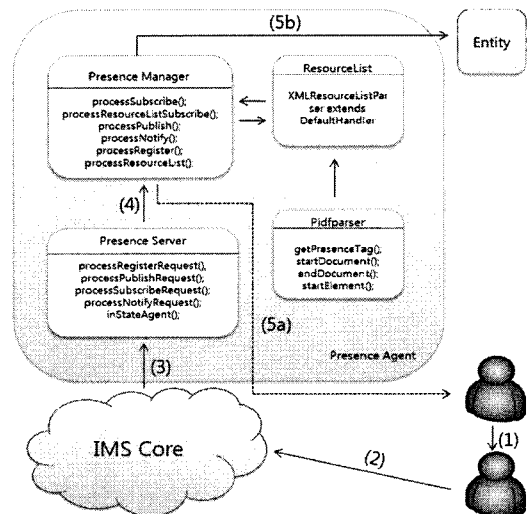 (5b)
Entity
Presence Manager
processSubscribe();
processResourceListSubscribe();
processPublish();
processNotify();
processRegister();
processResourceList();
ResourceList
XMLResourceListPar
ser extends
DefaultHandler
(4)
Presence Server
processRegisterRequest(),
processPublishRequest();
processSubscribeRequest();
processNotifyRequest();
inStateAgent();
Pidfparser
getPresenceTag();
startDocument();
endDocument();
startElement();
(5a)
Presence Agent
(3)
IMS Core
(2)
(1)